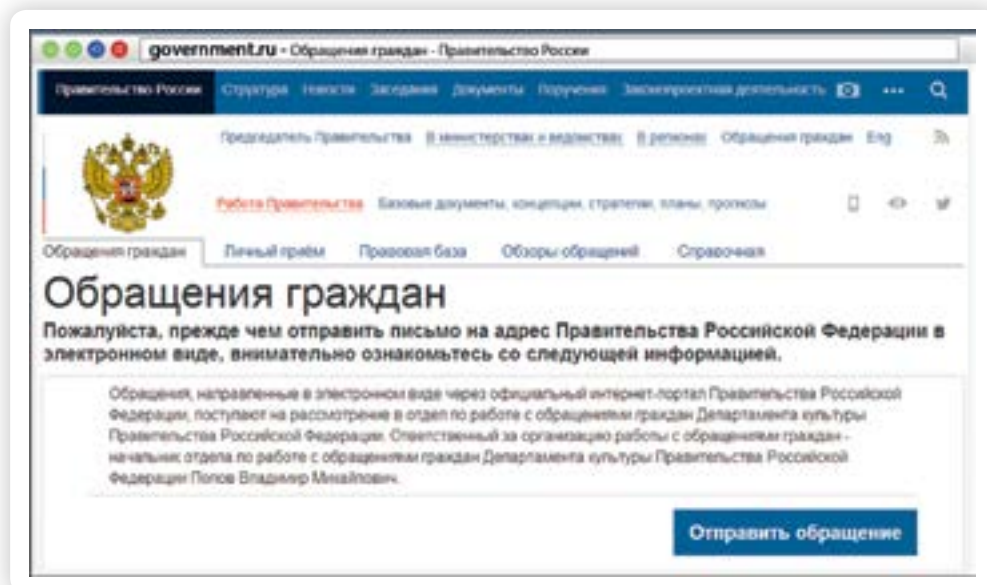 government.ru - Обращения граждан - Правительство России
Правительство России Структура Новости Заседания Документы Поручения Законопроектная деятельность
Председатель Правительства В министерствах и ведомствах В регионах Обращения граждан Eng
Работа Правительства Базовые документы, концепции, стратегии, планы, прогнозы
Обращения граждан Личный приём Правовая база Обзоры обращений Справочная
Обращения граждан
Пожалуйста, прежде чем отправить письмо на адрес Правительства Российской Федерации в
электронном виде, внимательно ознакомьтесь со следующей информацией.
Обращения, направленные в электронном виде через официальный интернет-портал Правительства Российской
Федерации, поступают на рассмотрение в отдел по работе с обращениями граждан Департамента культуры
Правительства Российской Федерации. Ответственный за организацию работы с обращениями граждан -
начальник отдела по работе с обращениями граждан Департамента культуры Правительства Российской
Федерации Попов Владимир Михайлович.
Отправить обращение